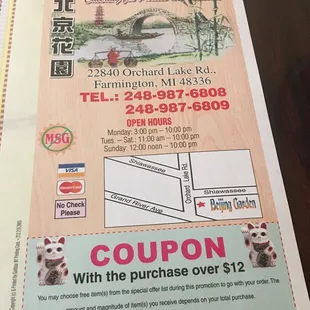 北京花園
22840 Orchard Lake Rd.,
Farmington, MI 48336
TEL.: 248-987-6808
248-987-6809
OPEN HOURS
Monday: 3:00 pm – 10:00 pm
Tues. – Sat.: 11:00 am – 10:00 pm
Sunday: 12:00 noon – 10:00 pm
MSG
VISA
MasterCard
No Check
Please
Shiawassee
Orchard Lake Rd.
Grand River Ave
Shiawassee
Beijing Garden
COUPON
With the purchase over $12
You may choose free item(s) from the special offer list during this promotion to go with your order. The
amount and magnitude of item(s) you receive depends on your total purchase.